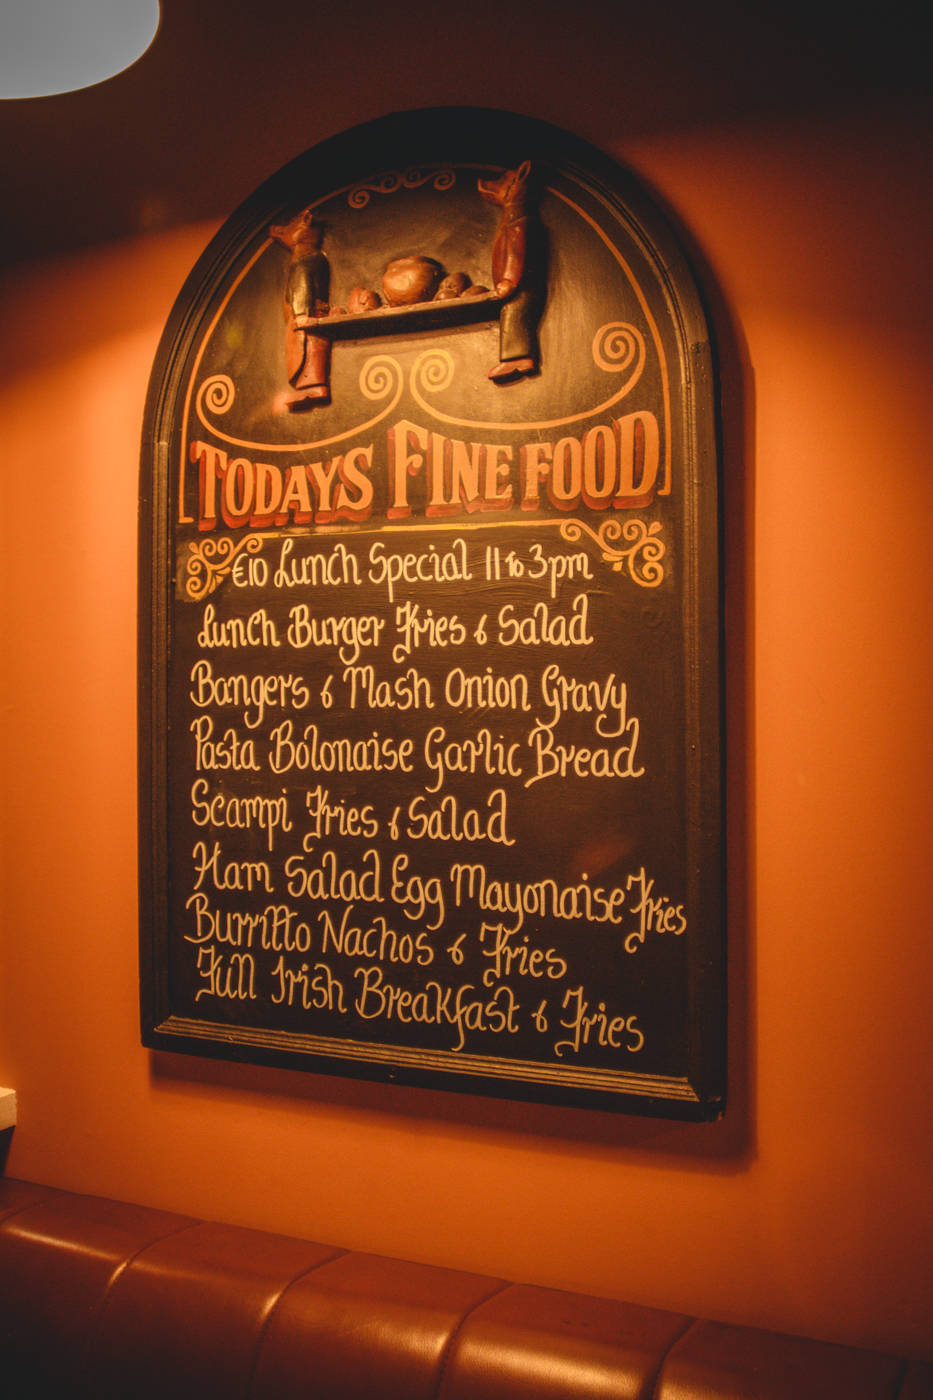 TODAYS FINE FOOD
€10 Lunch Special 11 to 3pm
Lunch Burger Fries & Salad
Bangers & Mash Onion Gravy
Pasta Bolonaise Garlic Bread
Scampi Fries & Salad
Ham Salad Egg Mayonaise Fries
Burritto Nachos & Fries
Full Irish Breakfast & Fries